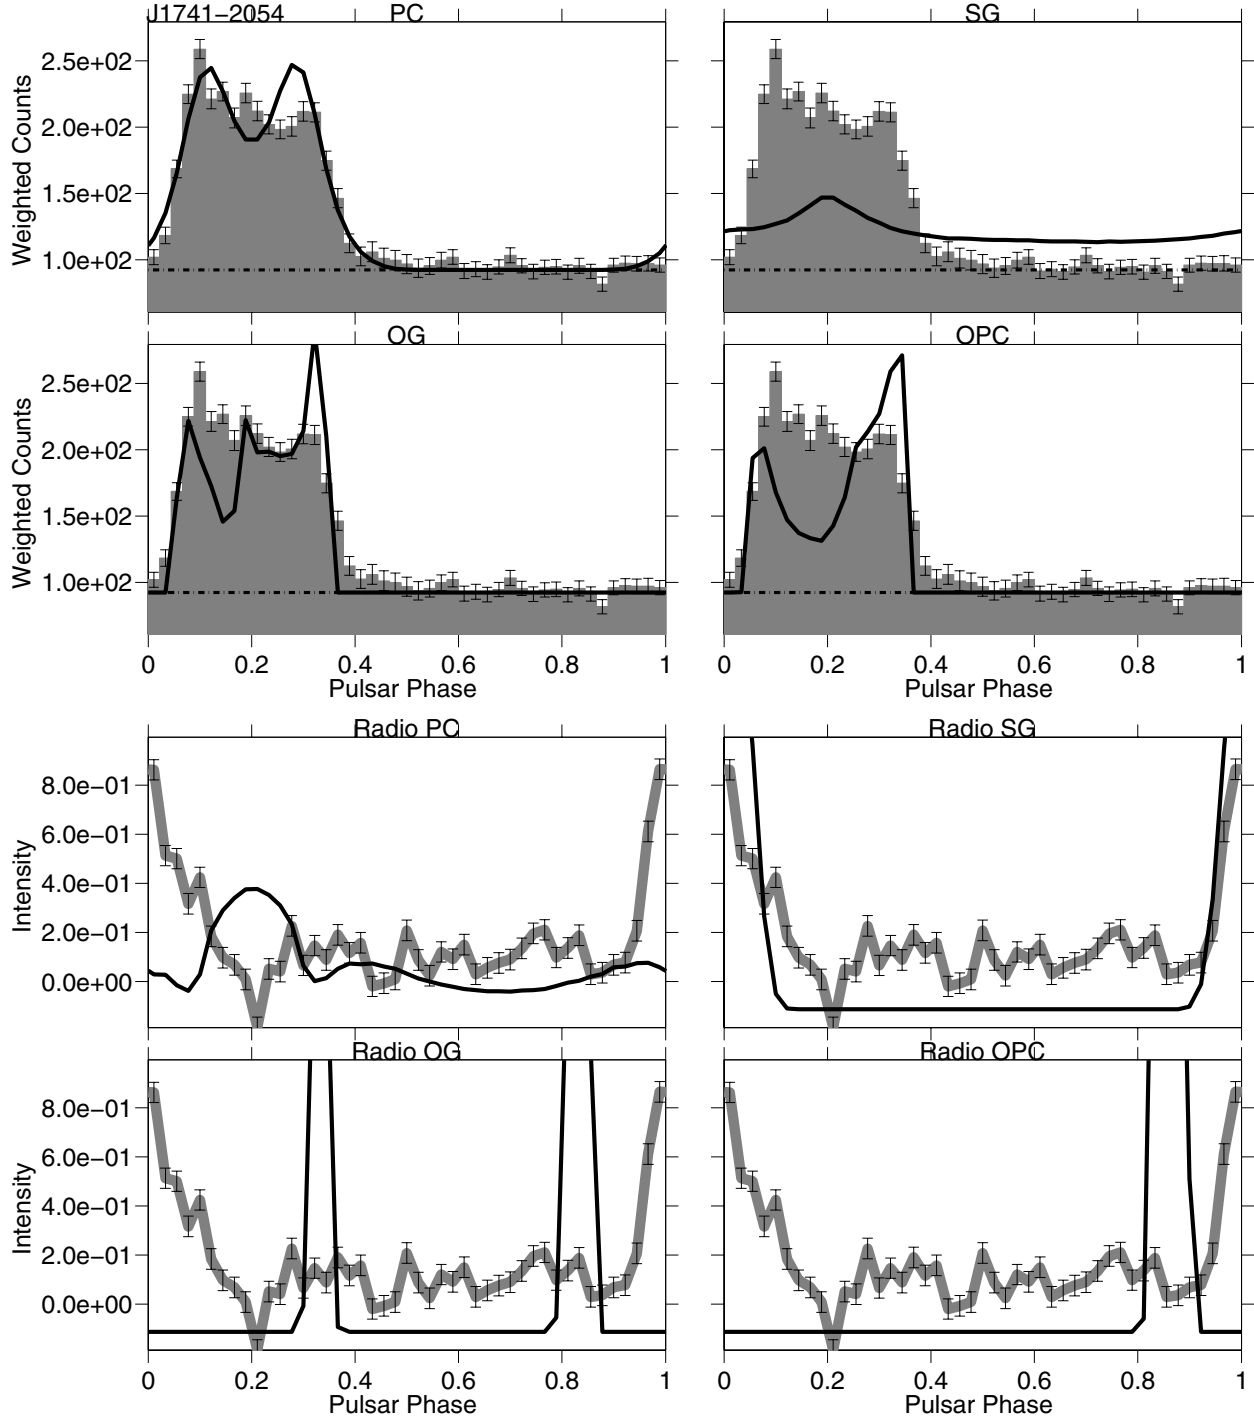 J1741−2054 PC SG
2.5e+02
2.0e+02
1.5e+02
1.0e+02
Weighted Counts
OG OPC
2.5e+02
2.0e+02
1.5e+02
1.0e+02
Weighted Counts
0 0.2 0.4 0.6 0.8 1 0 0.2 0.4 0.6 0.8 1
Pulsar Phase Pulsar Phase
Radio PC Radio SG
8.0e−01
6.0e−01
4.0e−01
2.0e−01
0.0e+00
Intensity
Radio OG Radio OPC
8.0e−01
6.0e−01
4.0e−01
2.0e−01
0.0e+00
Intensity
0 0.2 0.4 0.6 0.8 1 0 0.2 0.4 0.6 0.8 1
Pulsar Phase Pulsar Phase